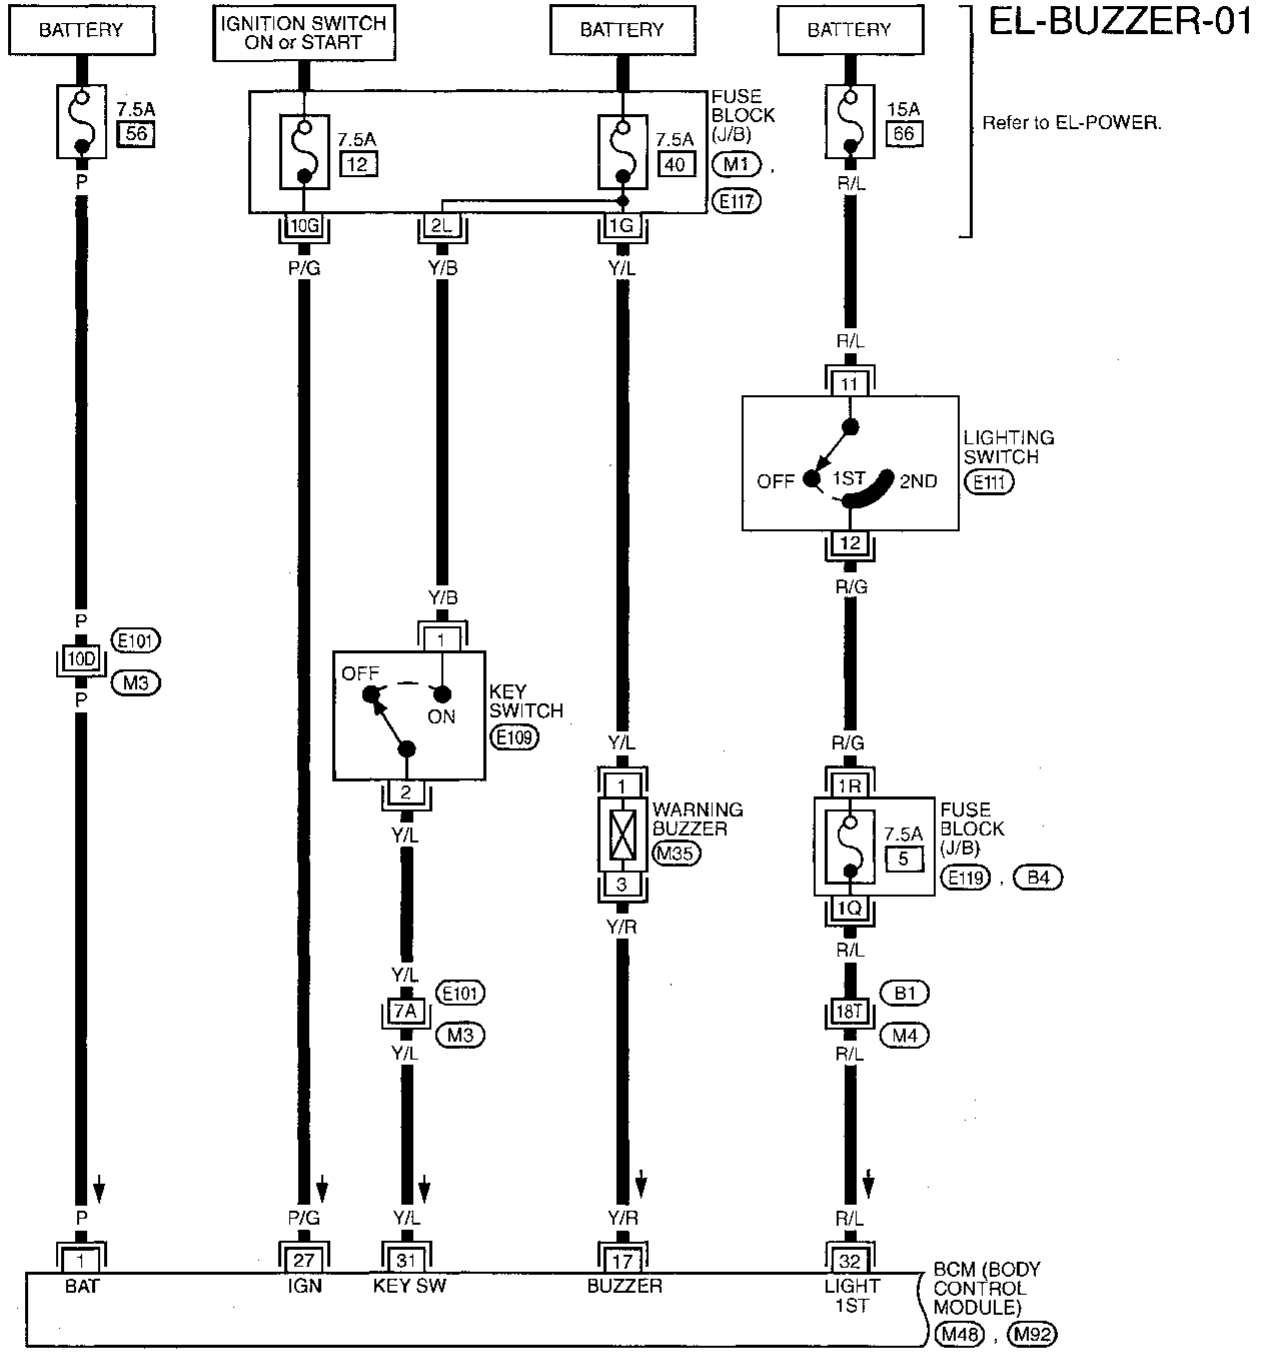 EL-BUZZER-01
BATTERY
IGNITION SWITCH
ON or START
BATTERY
BATTERY
7.5A
56
7.5A
12
7.5A
40
FUSE
BLOCK
(J/B)
M1 ,
E117
15A
66
Refer to EL-POWER.
P
R/L
10G
2L
1G
P/G
Y/B
Y/L
R/L
11
LIGHTING
SWITCH
E111
OFF
1ST
2ND
12
R/G
Y/B
P
10D
E101
M3
P
1
OFF
ON
KEY
SWITCH
E109
2
Y/L
Y/L
R/G
1
WARNING
BUZZER
M35
3
Y/R
1R
7.5A
5
FUSE
BLOCK
(J/B)
E119 , B4
1Q
R/L
Y/L
7A
E101
M3
Y/L
18T
B1
M4
R/L
P
P/G
Y/L
Y/R
R/L
1
27
31
17
32
BAT
IGN
KEY SW
BUZZER
LIGHT
1ST
BCM (BODY
CONTROL
MODULE)
M48 , M92